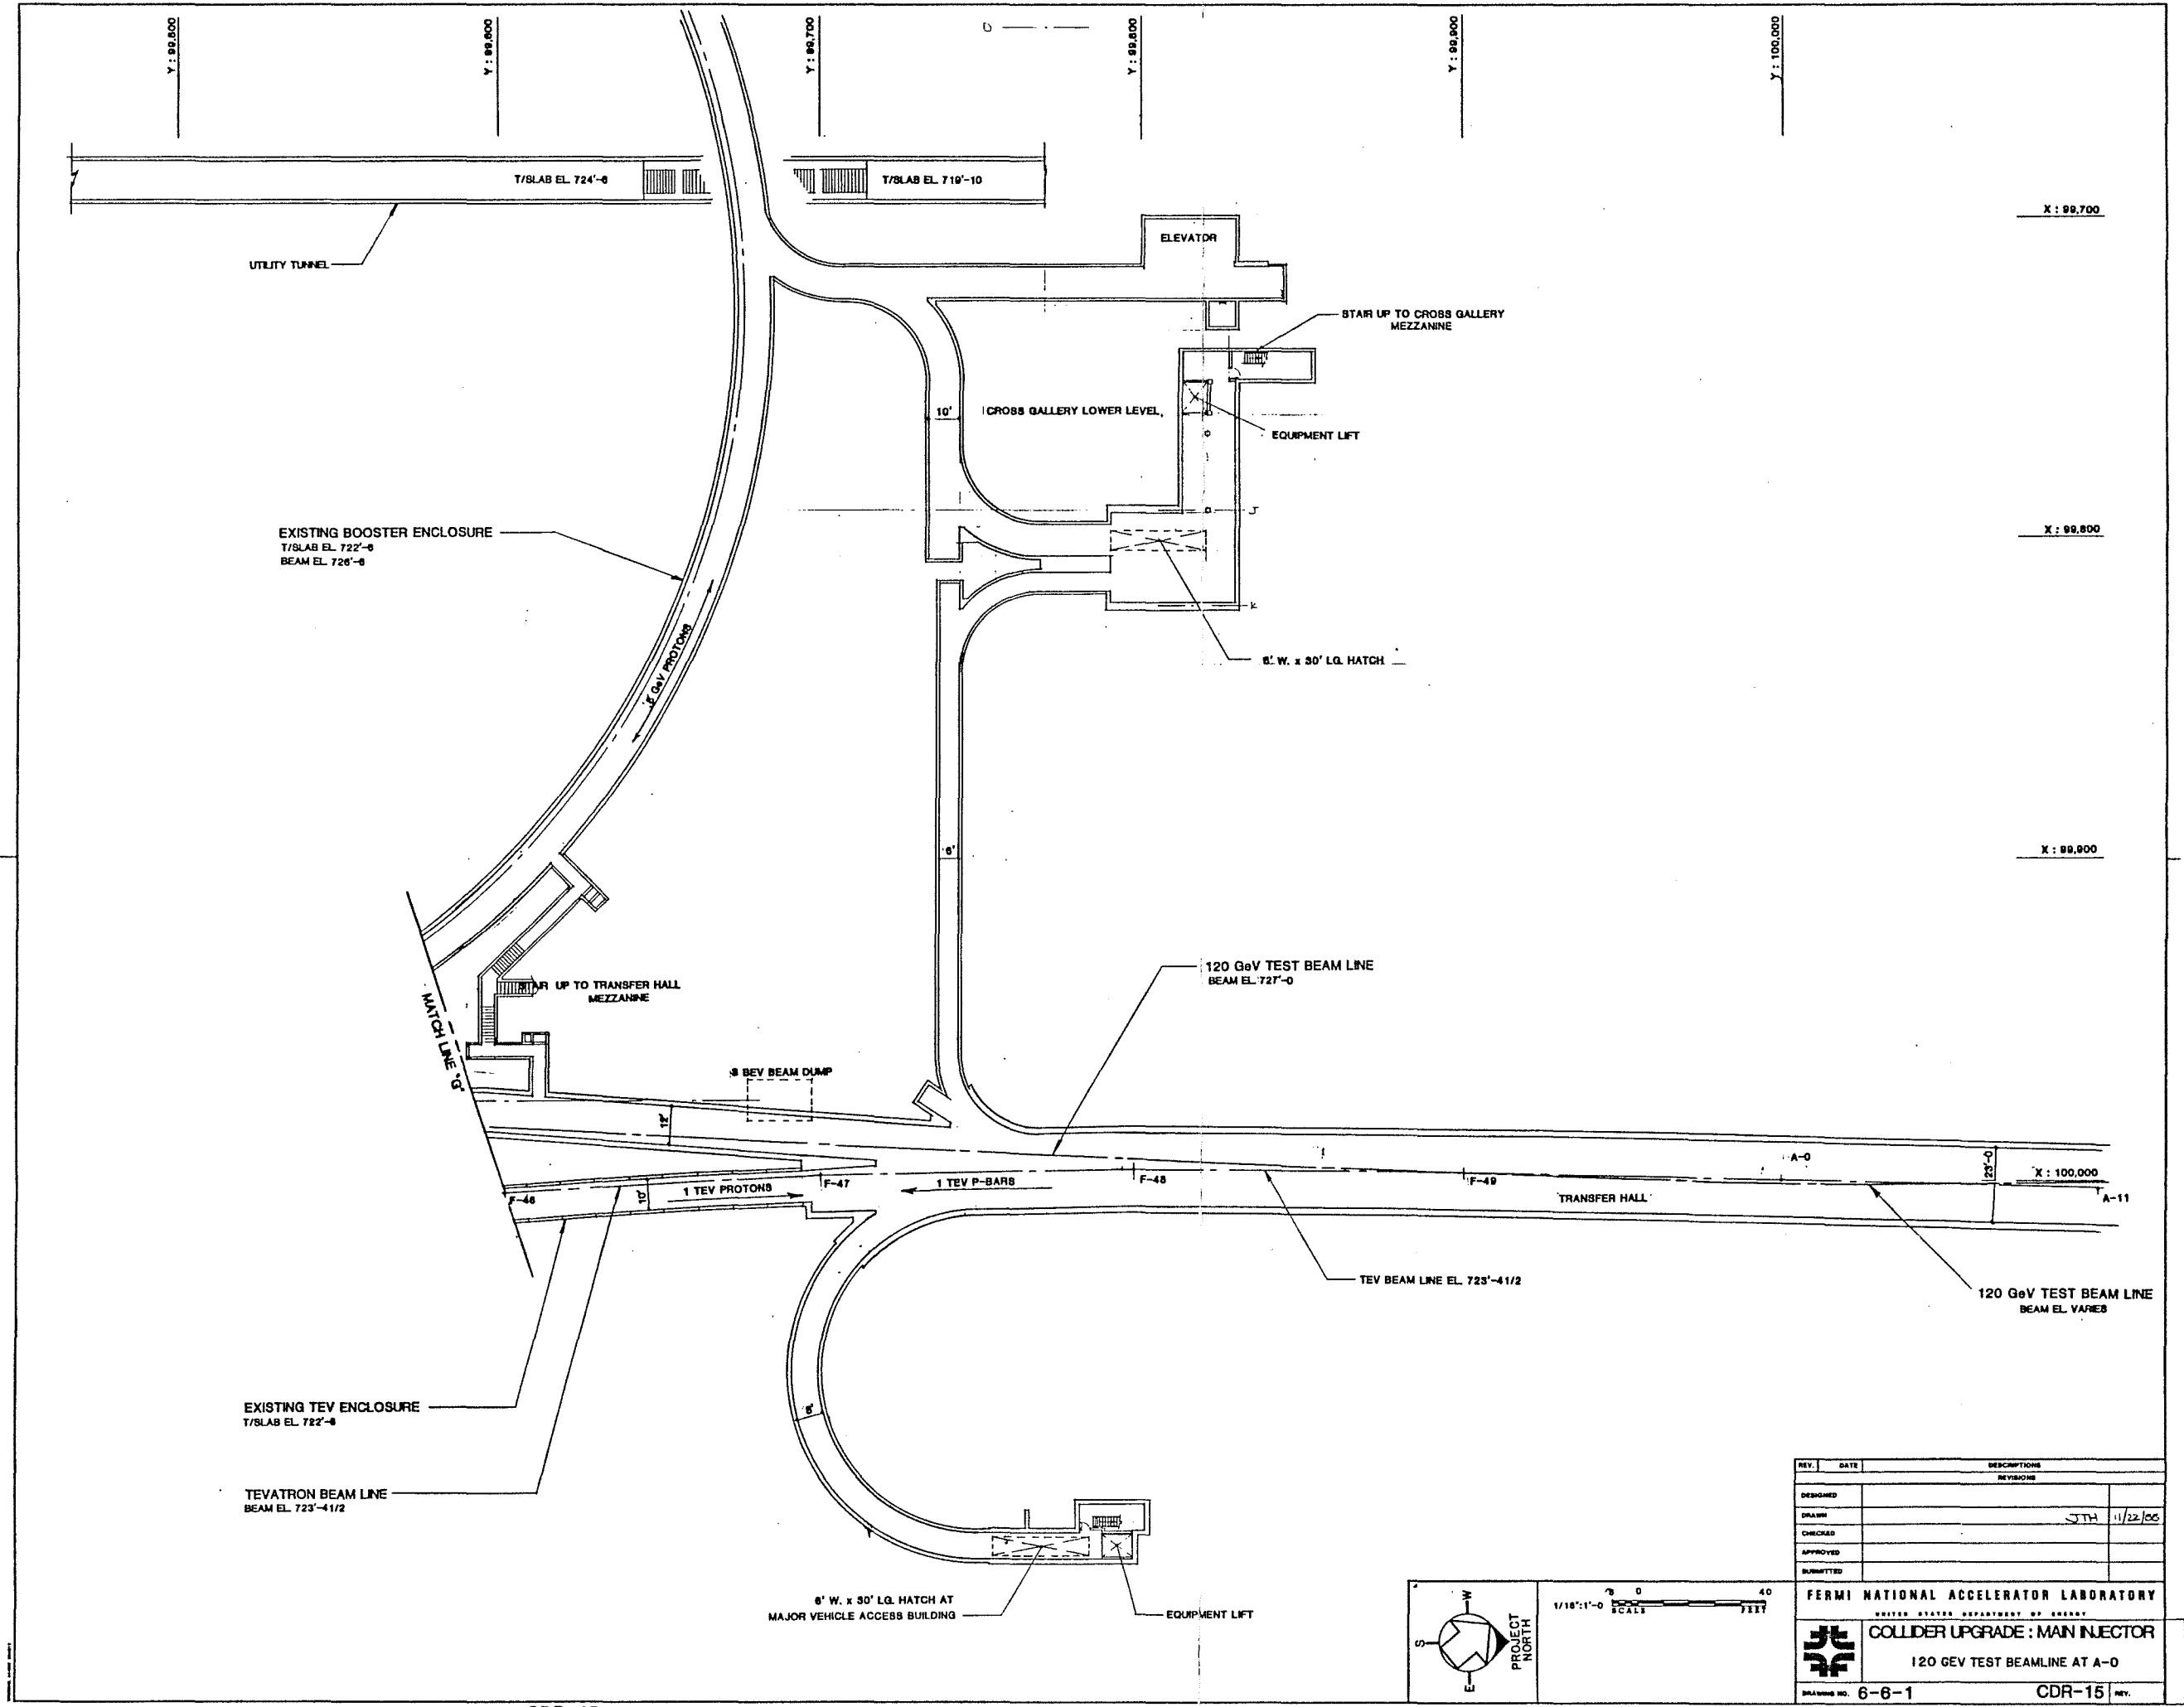 Y : 99,500
Y : 99,600
Y : 99,700
Y : 99,800
Y : 99,900
Y : 100,000
T/SLAB EL. 724'-6
T/SLAB EL. 719'-10
X : 99,700
UTILITY TUNNEL
ELEVATOR
STAIR UP TO CROSS GALLERY
MEZZANINE
10'
CROSS GALLERY LOWER LEVEL
EQUIPMENT LIFT
J
EXISTING BOOSTER ENCLOSURE
T/SLAB EL. 722'-6
BEAM EL. 726'-6
X : 99,800
K
8 GeV PROTONS
6' W. x 30' LG. HATCH
6'
X : 99,900
120 GeV TEST BEAM LINE
BEAM EL. 727'-0
STAIR UP TO TRANSFER HALL
MEZZANINE
MATCH LINE "G"
8 BEV BEAM DUMP
12'
A-0
23'-0
X : 100,000
F-46
10'
1 TEV PROTONS
F-47
1 TEV P-BARS
F-48
F-49
TRANSFER HALL
A-11
TEV BEAM LINE EL. 723'-41/2
120 GeV TEST BEAM LINE
BEAM EL. VARIES
EXISTING TEV ENCLOSURE
T/SLAB EL. 722'-6
8'
TEVATRON BEAM LINE
BEAM EL. 723'-41/2
6' W. x 30' LG. HATCH AT
MAJOR VEHICLE ACCESS BUILDING
EQUIPMENT LIFT
W
S
E
PROJECT
NORTH
1/16":1'-0
8 0 40
SCALE FEET
REV. DATE DESCRIPTIONS
REVISIONS
DESIGNED
DRAWN JTH
CHECKED
APPROVED
SUBMITTED
FERMI NATIONAL ACCELERATOR LABORATORY
UNITED STATES DEPARTMENT OF ENERGY
COLLIDER UPGRADE : MAIN INJECTOR
120 GEV TEST BEAMLINE AT A-0
DRAWING NO. 6-6-1 CDR-15 REV.